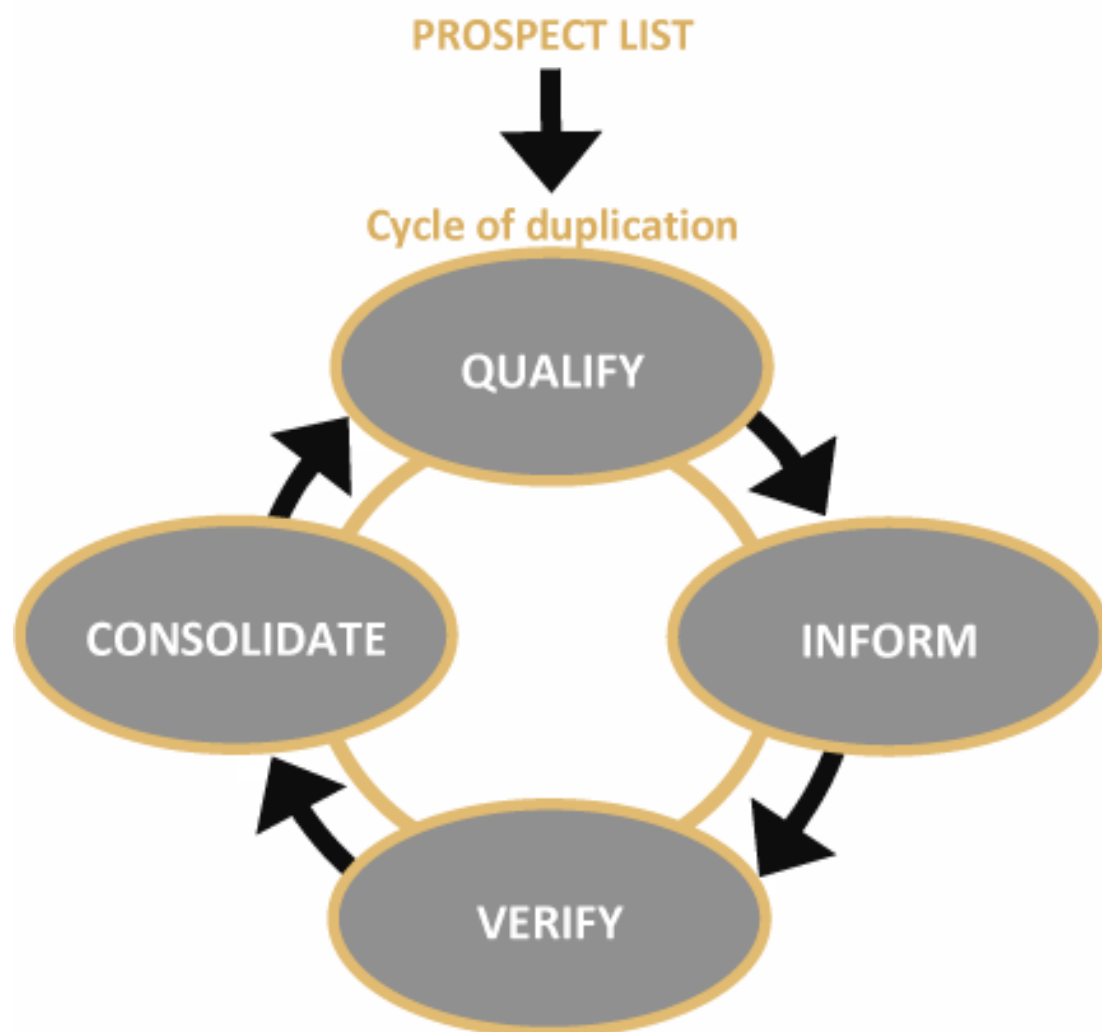 PROSPECT LIST
Cycle of duplication
QUALIFY
INFORM
CONSOLIDATE
VERIFY